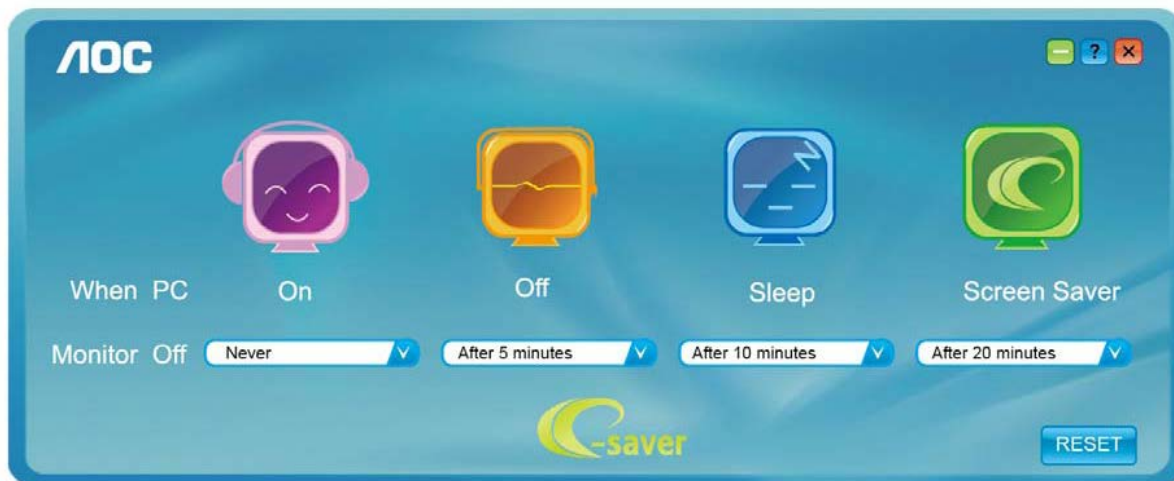 AOC
?
When PC On Off Sleep Screen Saver
Monitor Off Never After 5 minutes After 10 minutes After 20 minutes
e-saver
RESET